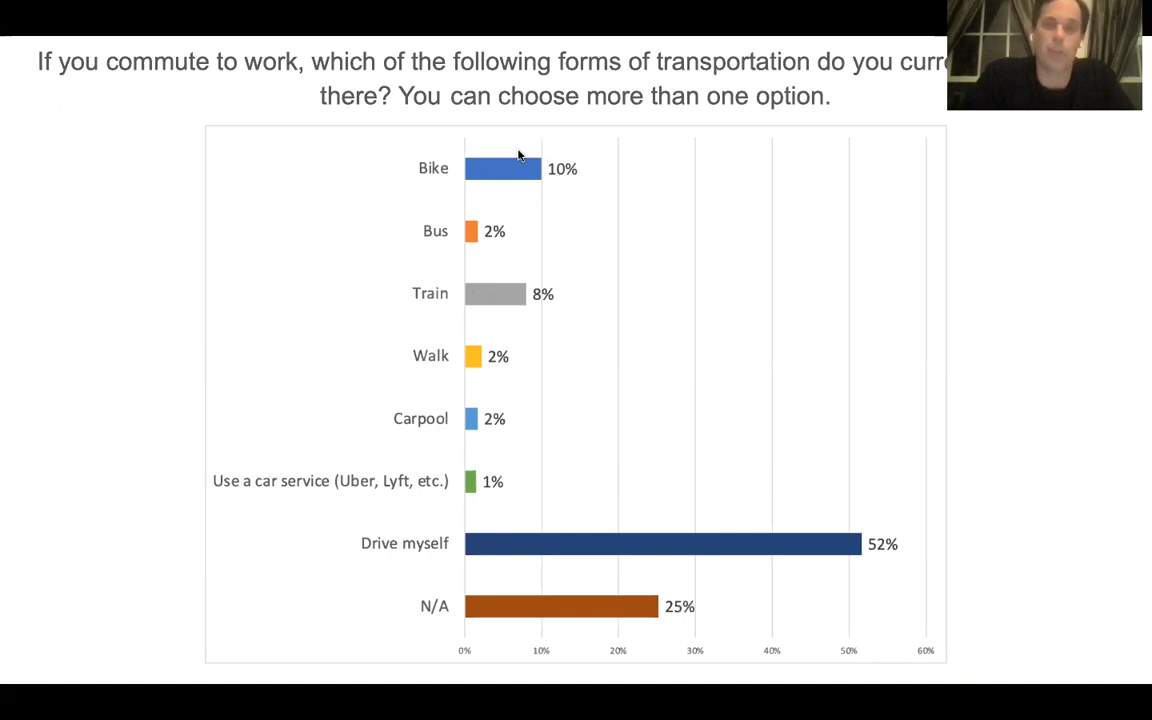 If you commute to work, which of the following forms of transportation do you
there? You can choose more than one option.
Bike 10%
Bus 2%
Train 8%
Walk 2%
Carpool 2%
Use a car service (Uber, Lyft, etc.) 1%
Drive myself 52%
N/A 25%
0% 10% 20% 30% 40% 50% 60%